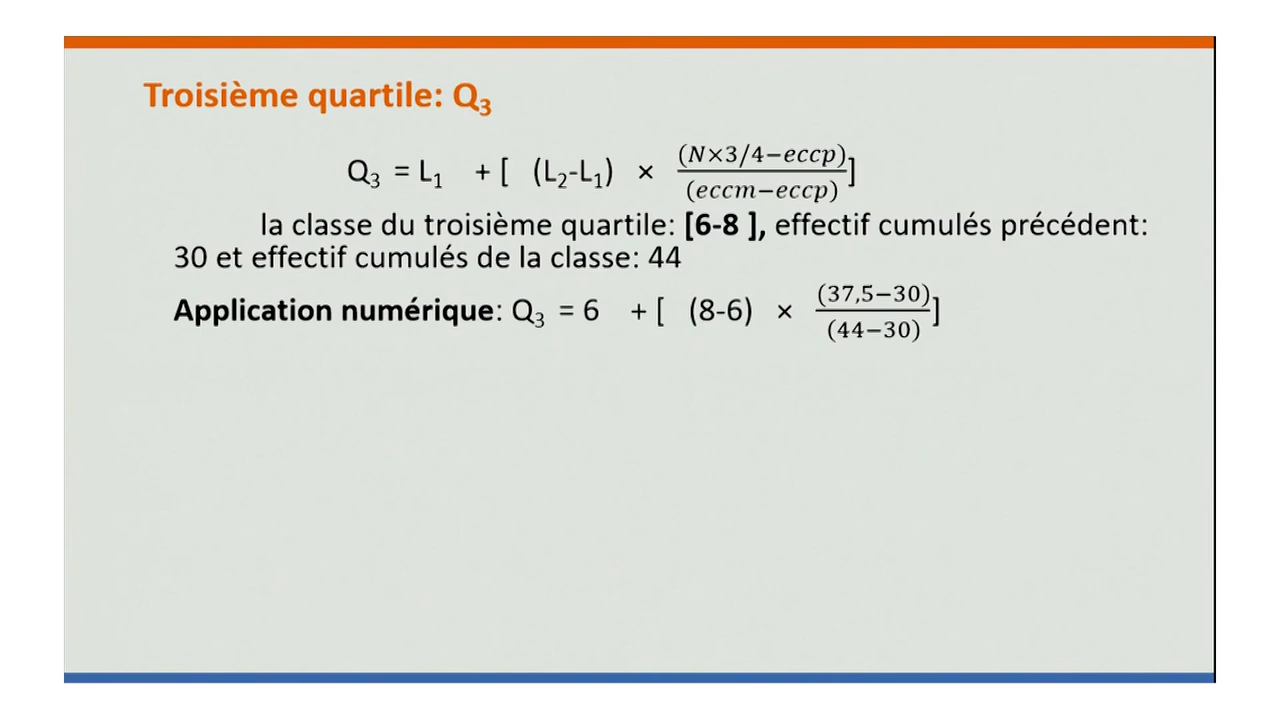 Troisième quartile: Q₃
Q₃ = L₁ + [ (L₂-L₁) × (N×3/4−eccp)/(eccm−eccp)]
la classe du troisième quartile: [6-8 ], effectif cumulés précédent:
30 et effectif cumulés de la classe: 44
Application numérique: Q₃ = 6 + [ (8-6) × (37,5−30)/(44−30)]